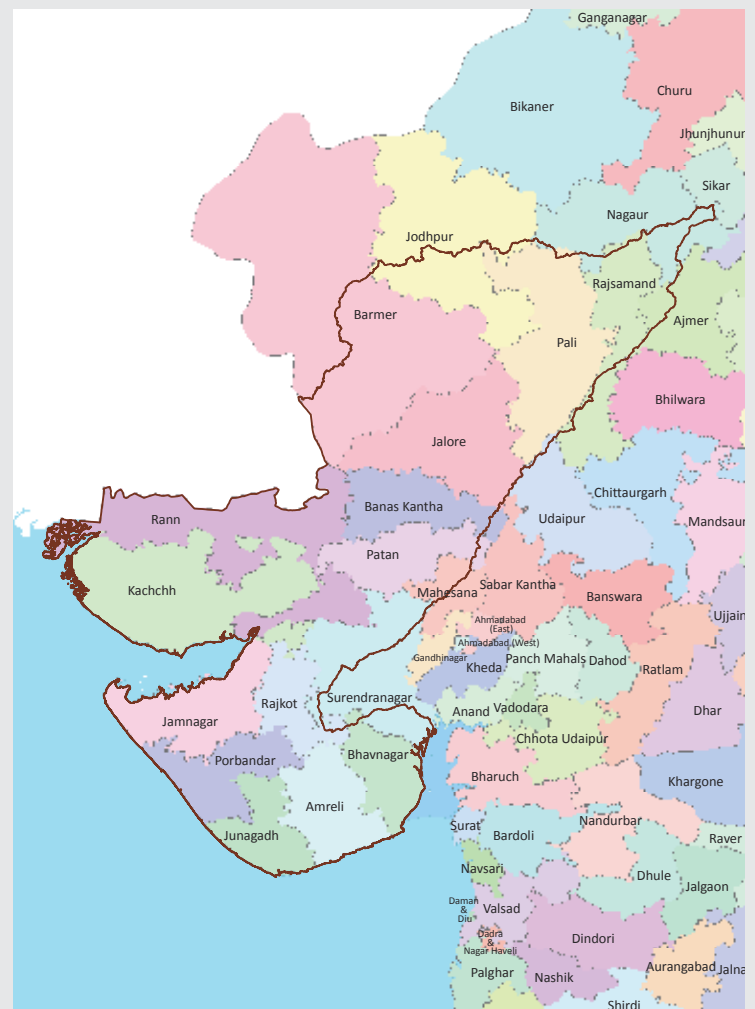 Ganganagar
Churu
Bikaner
Jhunjhunur
Sikar
Nagaur
Jodhpur
Rajsamand
Barmer
Ajmer
Pali
Bhilwara
Jalore
Chittaurgarh
Banas Kantha
Rann
Udaipur
Mandsaur
Patan
Sabar Kantha
Kachchh
Mahesana
Banswara
Ujjain
Ahmadabad
(East)
Ahmadabad (West)
Gandhinagar
Kheda
Panch Mahals
Dahod
Ratlam
Surendranagar
Rajkot
Anand
Vadodara
Dhar
Jamnagar
Chhota Udaipur
Bhavnagar
Porbandar
Bharuch
Khargone
Amreli
Nandurbar
Surat
Bardoli
Junagadh
Raver
Navsari
Dhule
Jalgaon
Daman
&
Diu
Valsad
Dadra
&
Nagar Haveli
Dindori
Palghar
Nashik
Aurangabad
Jalna
Shirdi